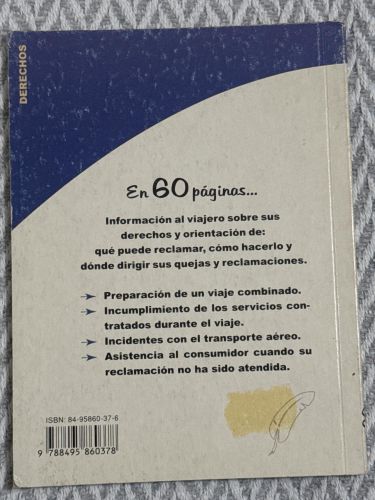 DERECHOS
En 60 páginas...
Información al viajero sobre sus
derechos y orientación de:
qué puede reclamar, cómo hacerlo y
dónde dirigir sus quejas y reclamaciones.
Preparación de un viaje combinado.
Incumplimiento de los servicios con-
tratados durante el viaje.
Incidentes con el transporte aéreo.
Asistencia al consumidor cuando su
reclamación no ha sido atendida.
ISBN: 84-95860-37-6
9 788495 860378